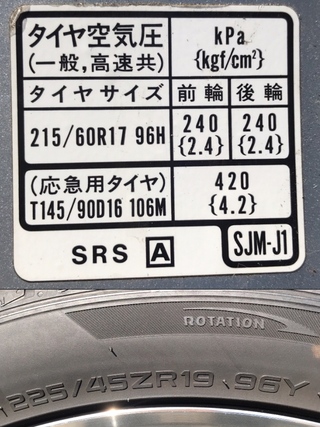 タイヤ空気圧
(一般,高速共)
kPa
{kgf/cm²}
タイヤサイズ 前輪 後輪
215/60R17 96H
240
{2.4}
240
{2.4}
(応急用タイヤ)
T145/90D16 106M
420
{4.2}
SRS A
SJM-J1
ROTATION
225/45ZR19 96Y